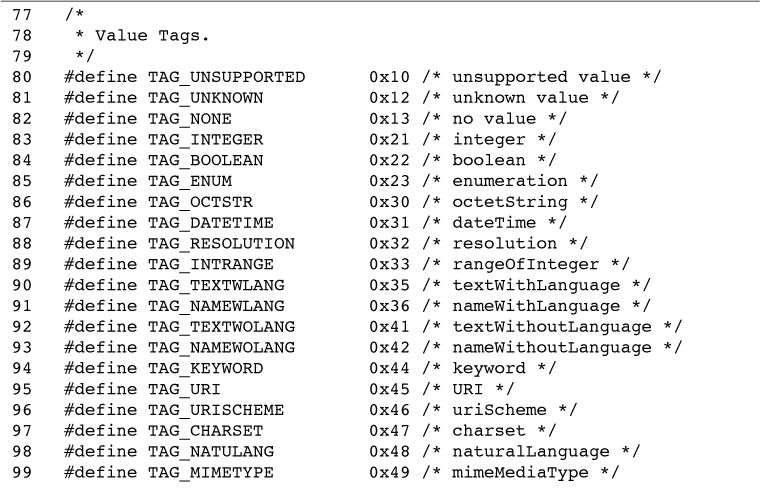 77 /*
78 * Value Tags.
79 */
80 #define TAG_UNSUPPORTED 0x10 /* unsupported value */
81 #define TAG_UNKNOWN 0x12 /* unknown value */
82 #define TAG_NONE 0x13 /* no value */
83 #define TAG_INTEGER 0x21 /* integer */
84 #define TAG_BOOLEAN 0x22 /* boolean */
85 #define TAG_ENUM 0x23 /* enumeration */
86 #define TAG_OCTSTR 0x30 /* octetString */
87 #define TAG_DATETIME 0x31 /* dateTime */
88 #define TAG_RESOLUTION 0x32 /* resolution */
89 #define TAG_INTRANGE 0x33 /* rangeOfInteger */
90 #define TAG_TEXTWLANG 0x35 /* textWithLanguage */
91 #define TAG_NAMEWLANG 0x36 /* nameWithLanguage */
92 #define TAG_TEXTWOLANG 0x41 /* textWithoutLanguage */
93 #define TAG_NAMEWOLANG 0x42 /* nameWithoutLanguage */
94 #define TAG_KEYWORD 0x44 /* keyword */
95 #define TAG_URI 0x45 /* URI */
96 #define TAG_URISCHEME 0x46 /* uriScheme */
97 #define TAG_CHARSET 0x47 /* charset */
98 #define TAG_NATULANG 0x48 /* naturalLanguage */
99 #define TAG_MIMETYPE 0x49 /* mimeMediaType */